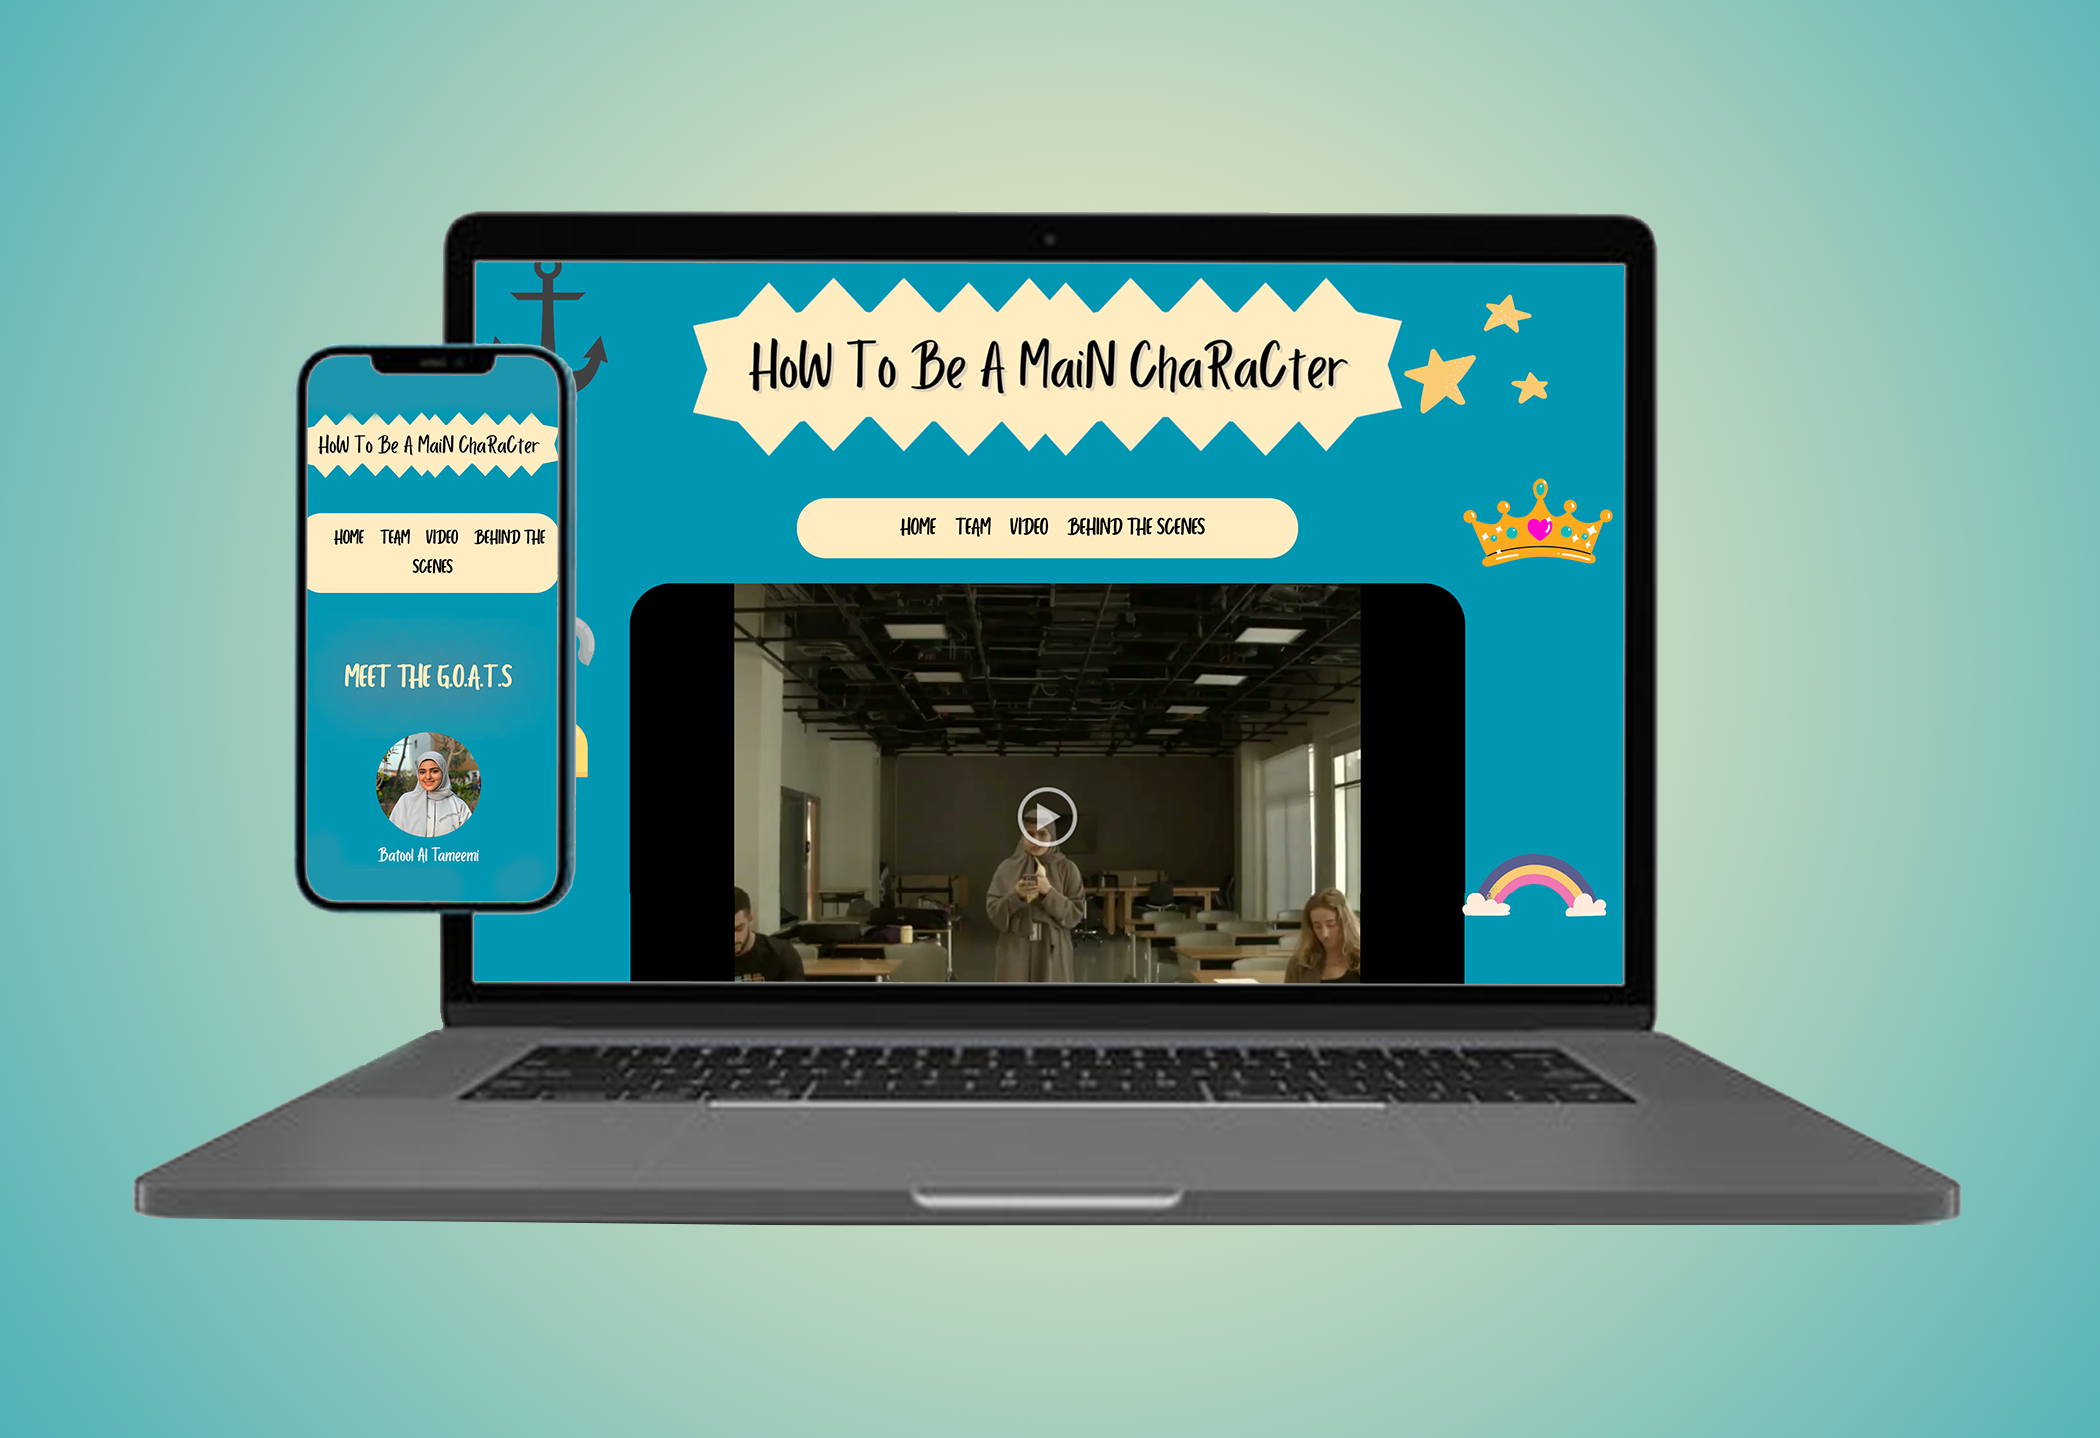 HoW To Be A MaiN ChaRaCter
HOME TEAM VIDEO BEHIND THE SCENES
HoW To Be A MaiN ChaRaCter
HOME TEAM VIDEO BEHIND THE
SCENES
MEET THE G.O.A.T.S
Batool Al Tameemi